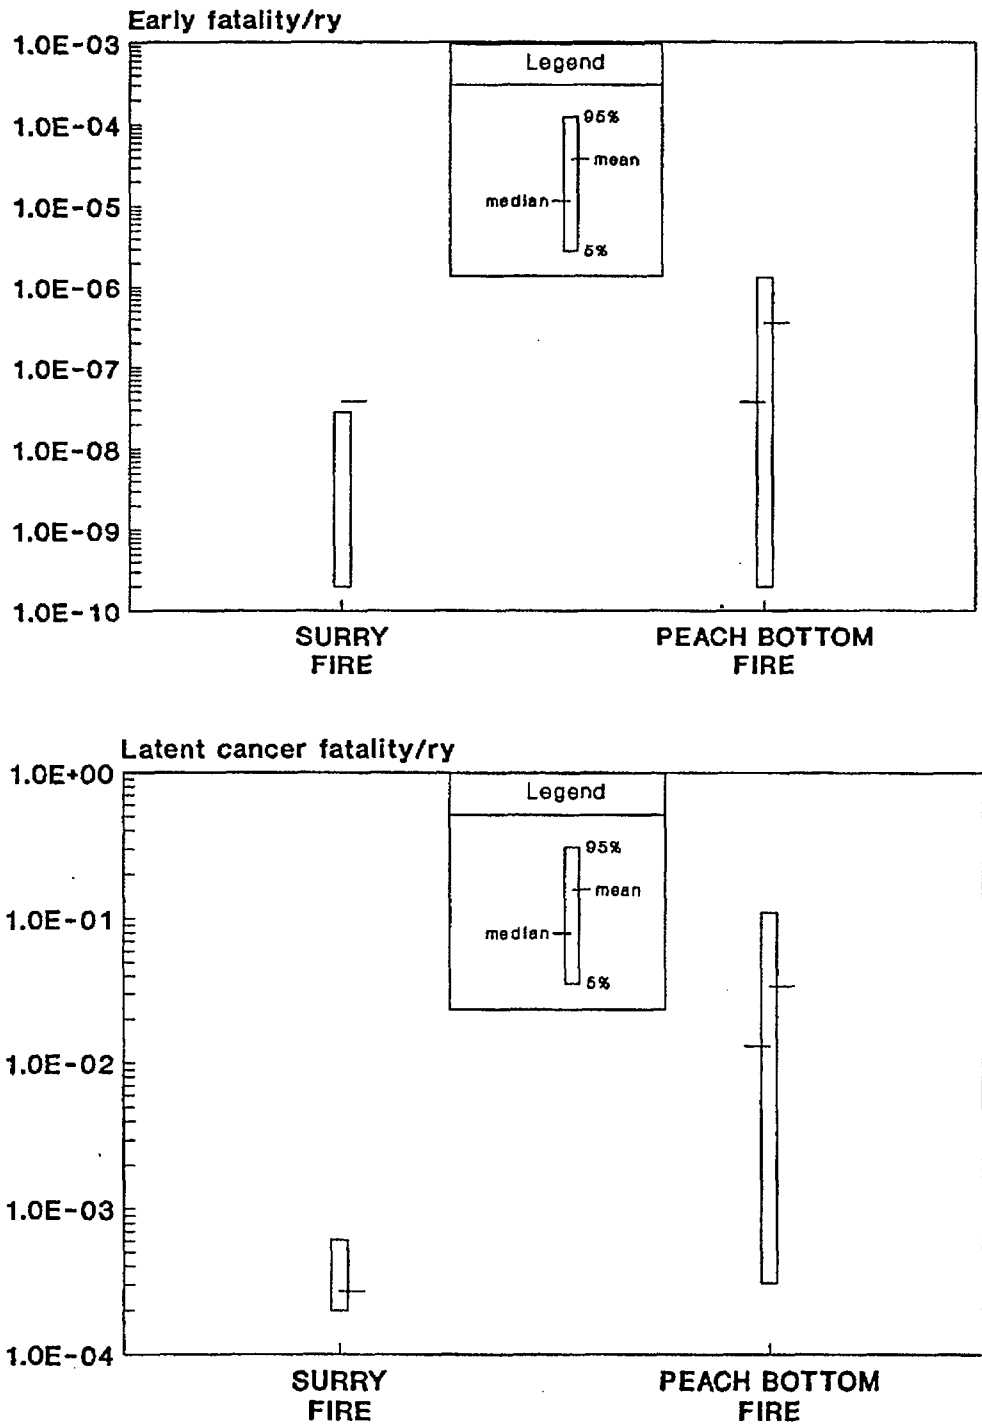 Early fatality/ry
1.0E-03
1.0E-04
1.0E-05
1.0E-06
1.0E-07
1.0E-08
1.0E-09
1.0E-10
Legend
95%
mean
median
5%
SURRY
FIRE
PEACH BOTTOM
FIRE
Latent cancer fatality/ry
1.0E+00
1.0E-01
1.0E-02
1.0E-03
1.0E-04
Legend
95%
mean
median
5%
SURRY
FIRE
PEACH BOTTOM
FIRE